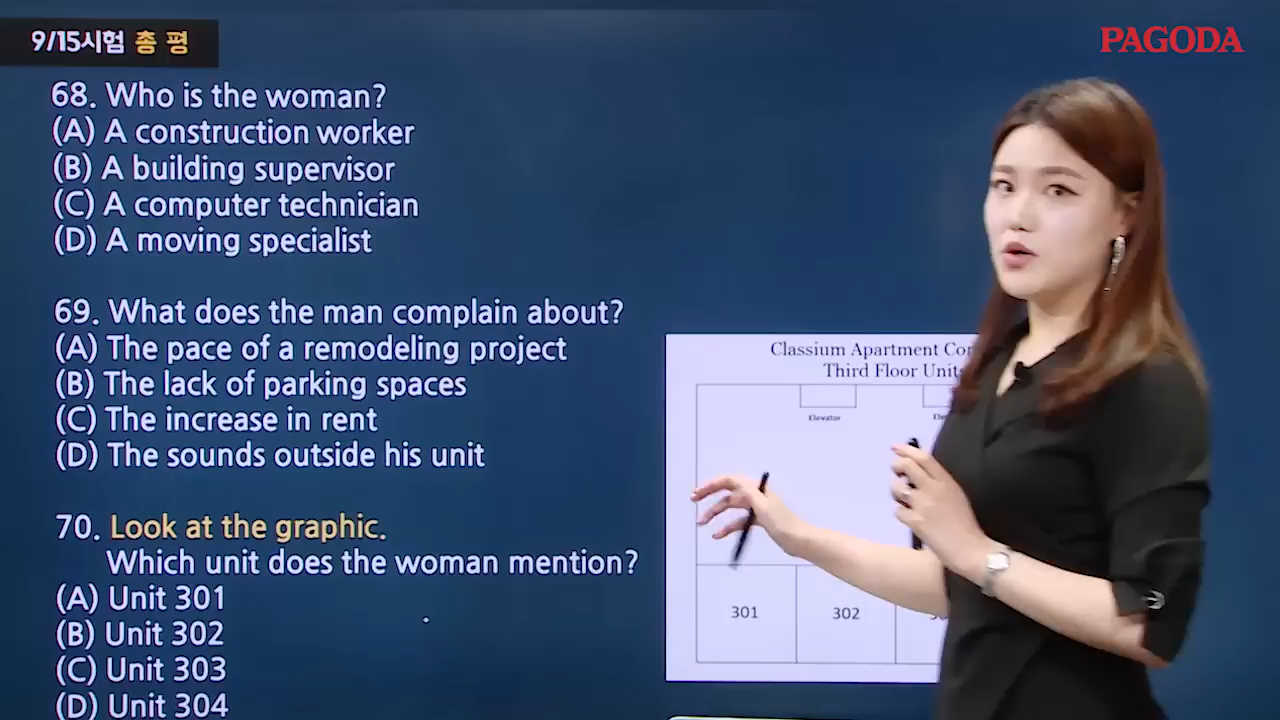 9/15시험 총 평
PAGODA
68. Who is the woman?
(A) A construction worker
(B) A building supervisor
(C) A computer technician
(D) A moving specialist
69. What does the man complain about?
(A) The pace of a remodeling project
(B) The lack of parking spaces
(C) The increase in rent
(D) The sounds outside his unit
70. Look at the graphic.
Which unit does the woman mention?
(A) Unit 301
(B) Unit 302
(C) Unit 303
(D) Unit 304
Classium Apartment
Third Floor Units
Elevator
301
302